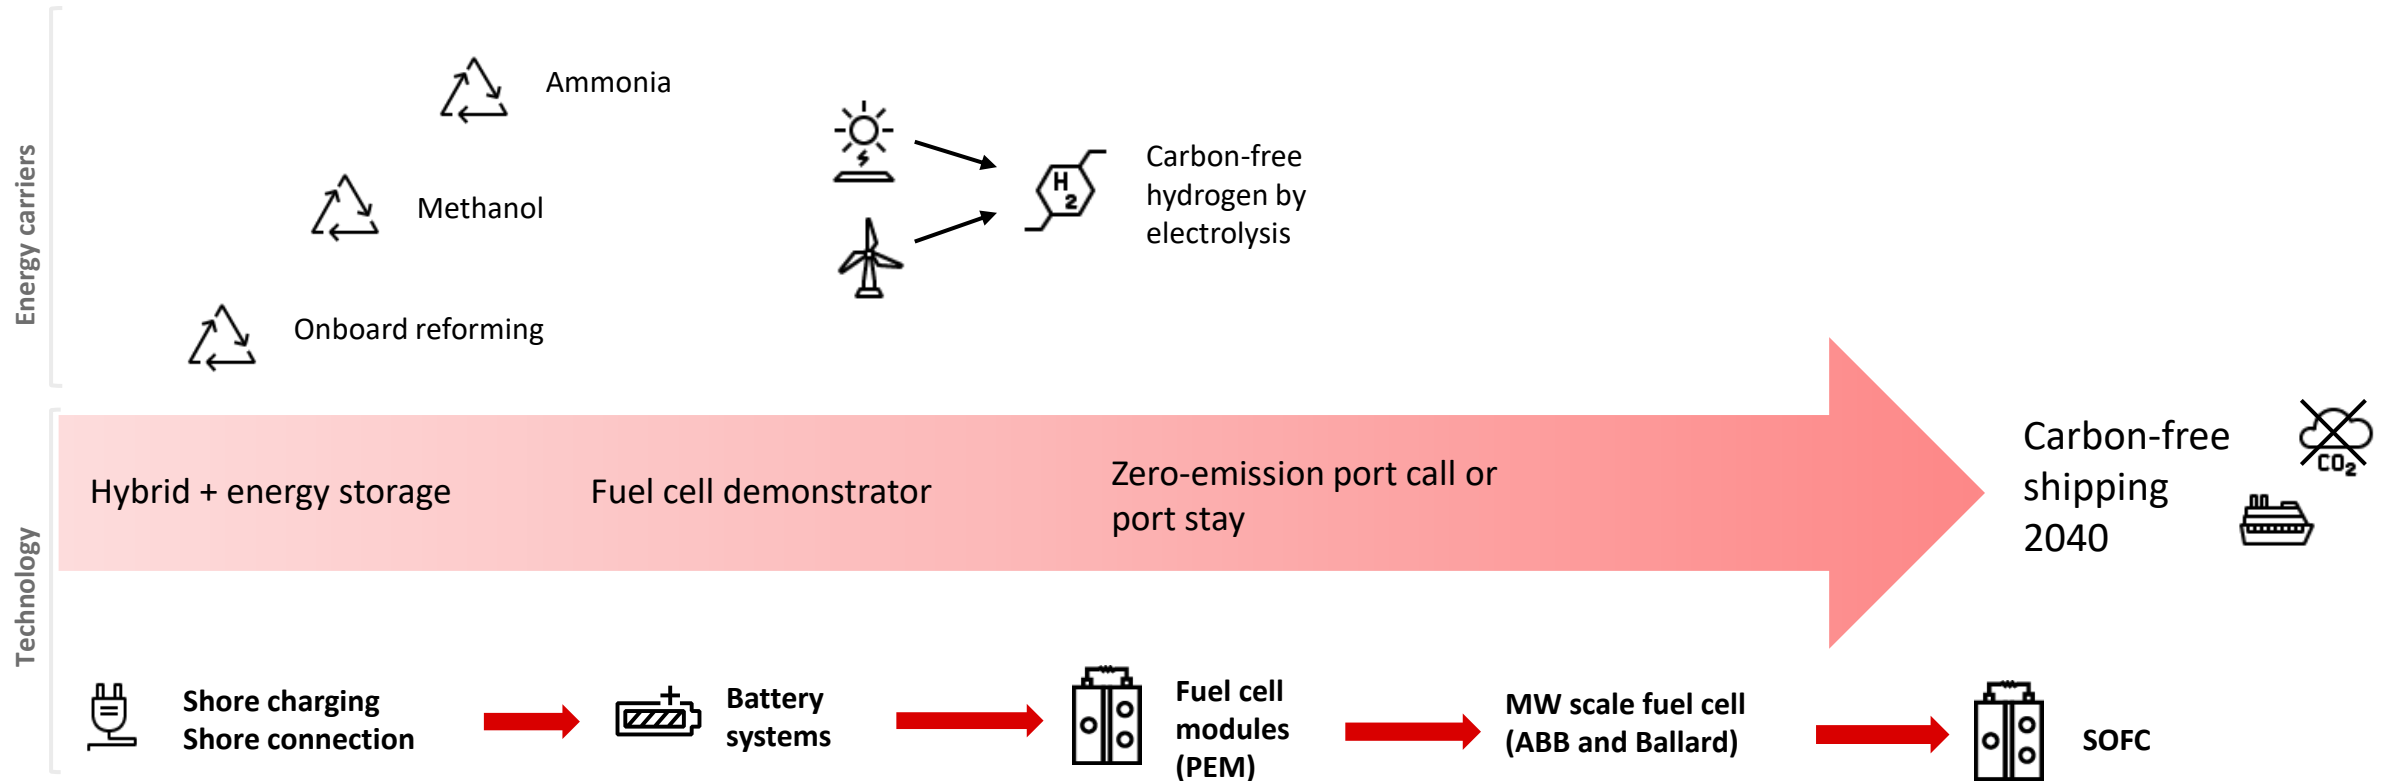 Energy carriers
Ammonia
Methanol
Onboard reforming
H
2
Carbon-free
hydrogen by
electrolysis
Technology
Hybrid + energy storage
Fuel cell demonstrator
Zero-emission port call or
port stay
Carbon-free
shipping
2040
CO2
Shore charging
Shore connection
Battery
systems
Fuel cell
modules
(PEM)
MW scale fuel cell
(ABB and Ballard)
SOFC